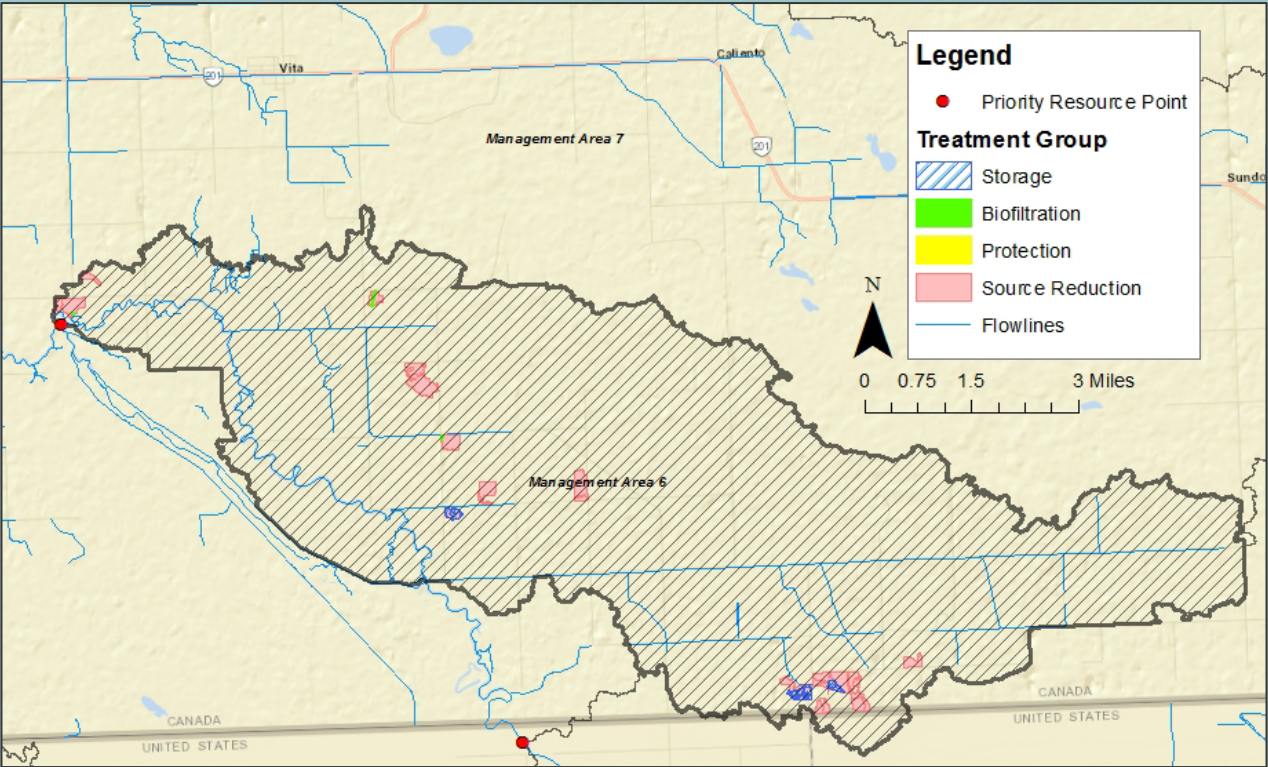 Caliento
Vita
201
Management Area 7
201
Sundo
Legend
Priority Resource Point
Treatment Group
Storage
Biofiltration
Protection
Source Reduction
Flowlines
N
0 0.75 1.5 3 Miles
Management Area 6
CANADA
UNITED STATES
CANADA
UNITED STATES